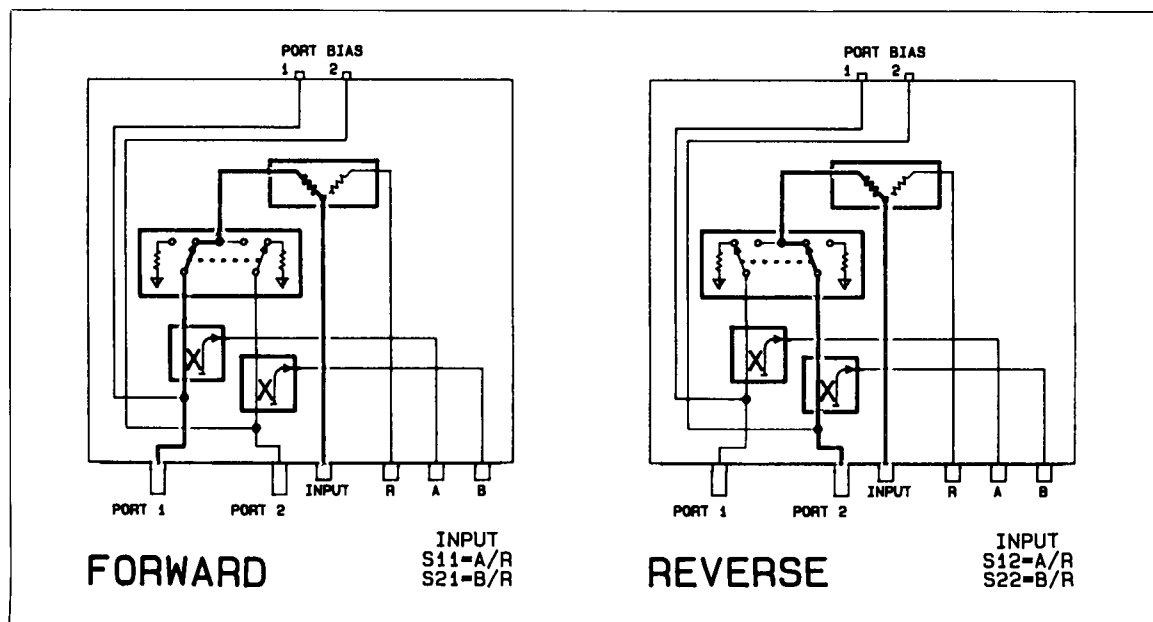 PORT BIAS
1 2
PORT 1
PORT 2
INPUT
R
A
B
FORWARD
INPUT
S11=A/R
S21=B/R
PORT BIAS
1 2
PORT 1
PORT 2
INPUT
R
A
B
REVERSE
INPUT
S12=A/R
S22=B/R